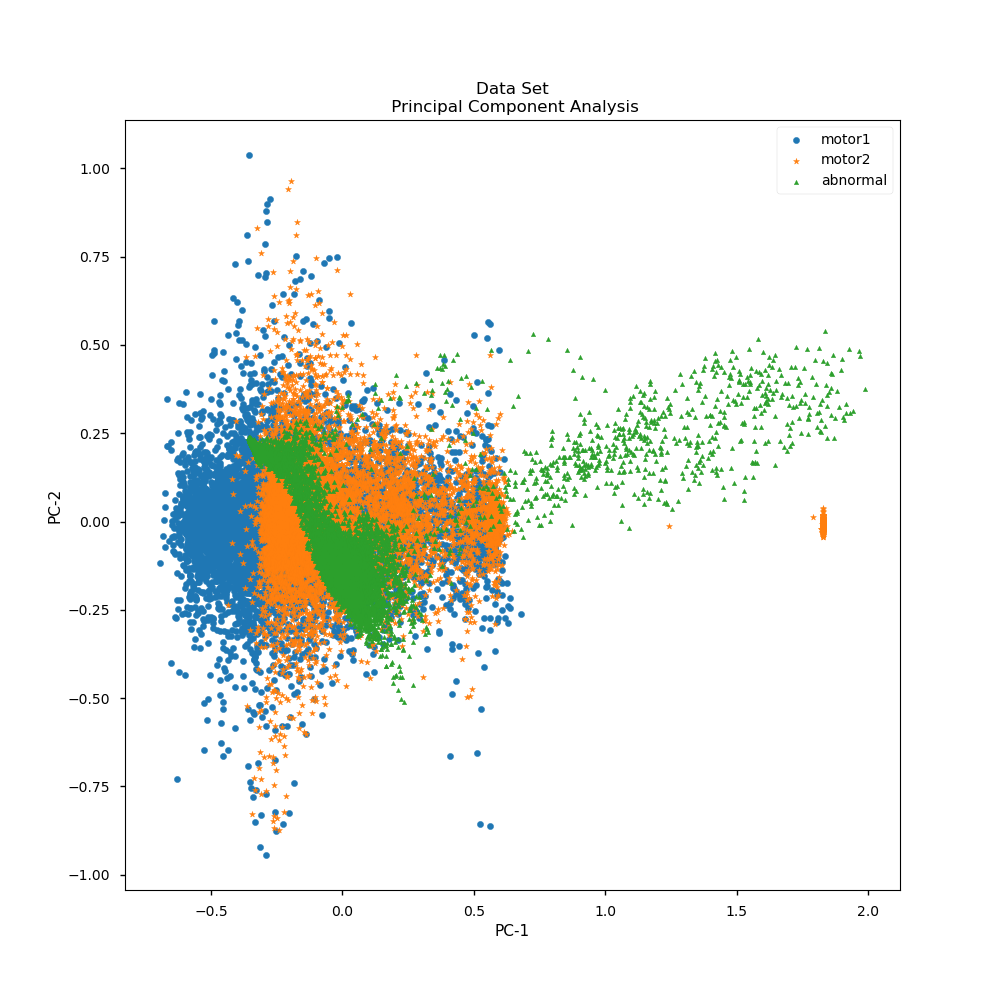 Data Set
Principal Component Analysis
motor1
motor2
abnormal
1.00
0.75
0.50
0.25
0.00
−0.25
−0.50
−0.75
−1.00
PC-2
−0.5
0.0
0.5
1.0
1.5
2.0
PC-1